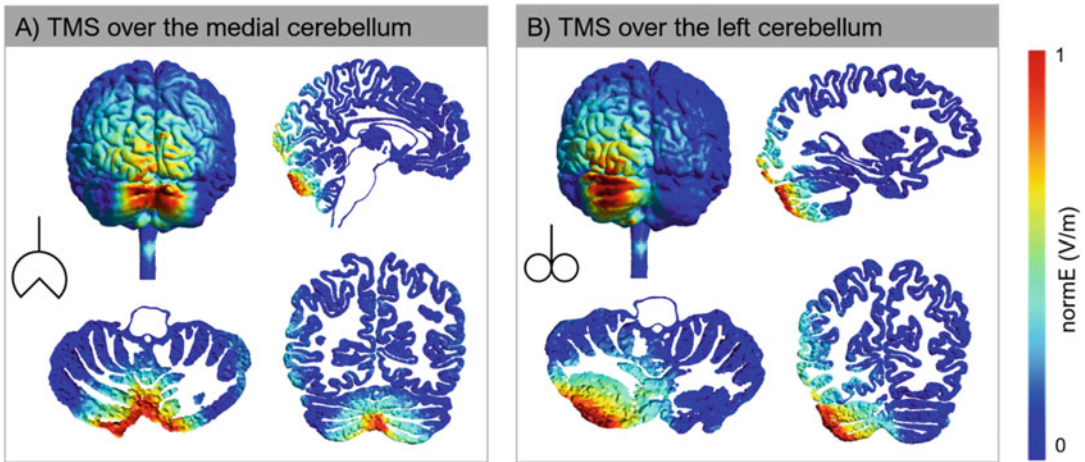 A) TMS over the medial cerebellum
B) TMS over the left cerebellum
1
normE (V/m)
0